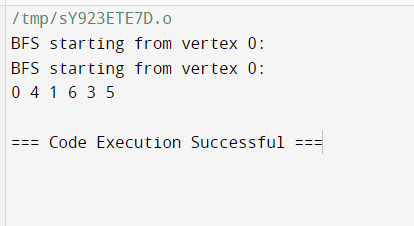 /tmp/sY923ETE7D.o
BFS starting from vertex 0:
BFS starting from vertex 0:
0 4 1 6 3 5
=== Code Execution Successful ===